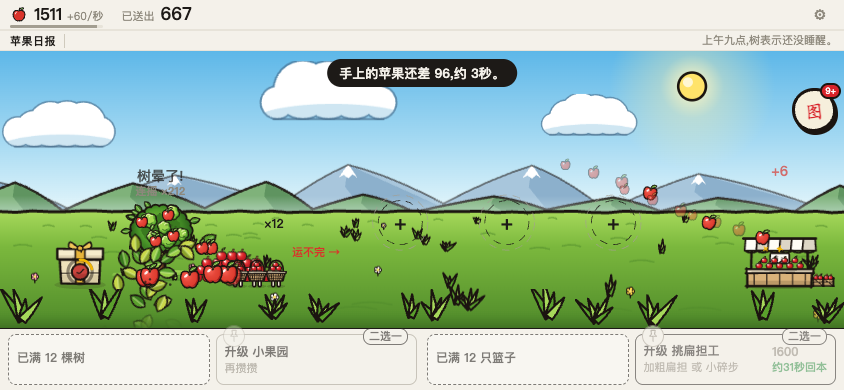 1511 +60/秒 已送出 667
苹果日报 上午九点,树表示还没睡醒。
手上的苹果还差 96,约 3秒。
图 9+
树晕子!
+6
×12
运不完 →
已满 12 棵树
二选一
升级 小果园
再攒攒
已满 12 只篮子
二选一
升级 挑扁担工 1600
加粗扁担 或 小碎步 约31秒回本